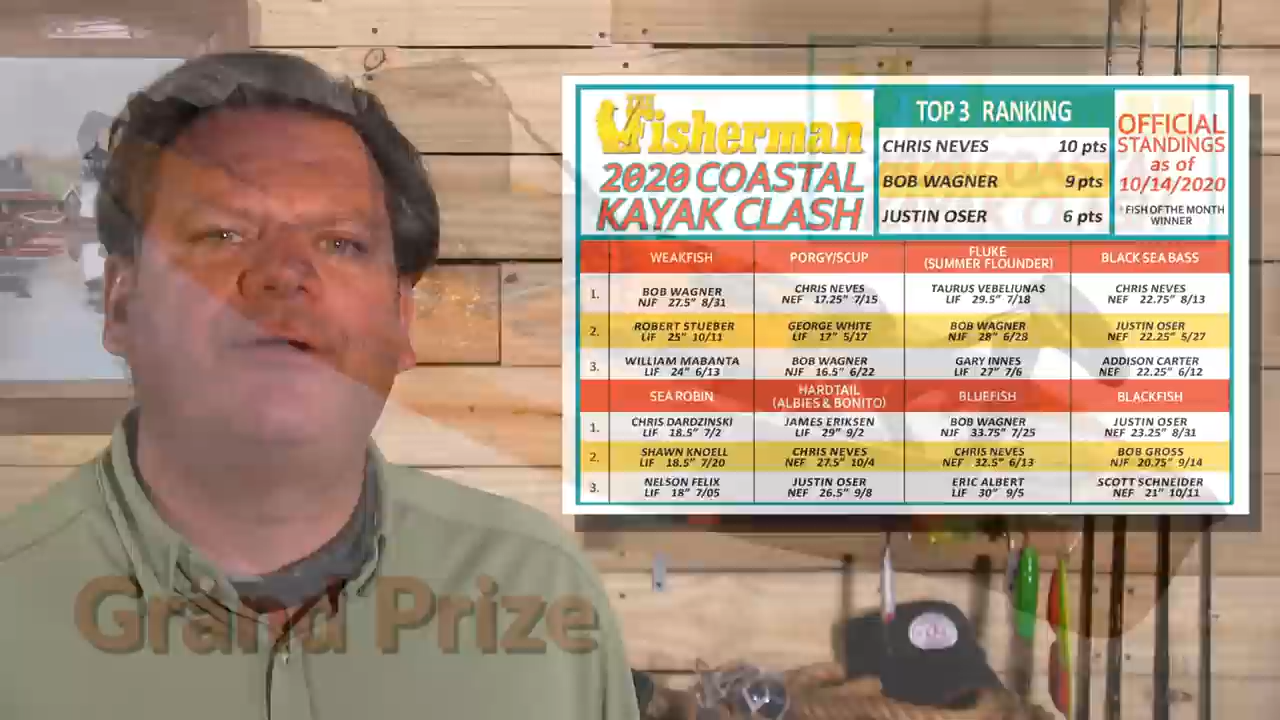 THE
Fisherman
2020 COASTAL
KAYAK CLASH
TOP 3 RANKING
CHRIS NEVES 10 pts
BOB WAGNER 9 pts
JUSTIN OSER 6 pts
OFFICIAL
STANDINGS
as of
10/14/2020
* FISH OF THE MONTH
WINNER
WEAKFISH PORGY/SCUP FLUKE (SUMMER FLOUNDER) BLACK SEA BASS
1. BOB WAGNER CHRIS NEVES TAURUS VEBELIUNAS CHRIS NEVES
NJF 27.5" 8/31 NEF 17.25" 7/15 LIF 29.5" 7/18 NEF 22.75" 8/13
2. ROBERT STUEBER GEORGE WHITE BOB WAGNER JUSTIN OSER
LIF 25" 10/11 LIF 17" 5/17 NJF 28" 6/28 NEF 22.25" 5/27
3. WILLIAM MABANTA BOB WAGNER GARY INNES ADDISON CARTER
LIF 24" 6/13 NJF 16.5" 6/22 LIF 27" 7/6 NEF 22.25" 6/12
SEA ROBIN HARDTAIL (ALBIES & BONITO) BLUEFISH BLACKFISH
1. CHRIS DARDZINSKI JAMES ERIKSEN BOB WAGNER JUSTIN OSER
LIF 18.5" 7/2 LIF 29" 9/2 NJF 33.75" 7/25 NEF 23.25" 8/31
2. SHAWN KNOELL CHRIS NEVES CHRIS NEVES BOB GROSS
LIF 18.5" 7/20 NEF 27.5" 10/4 NEF 32.5" 6/13 NJF 20.75" 9/14
3. NELSON FELIX JUSTIN OSER ERIC ALBERT SCOTT SCHNEIDER
LIF 18" 7/05 NEF 26.5" 9/8 LIF 30" 9/5 NEF 21" 10/11
Grand Prize